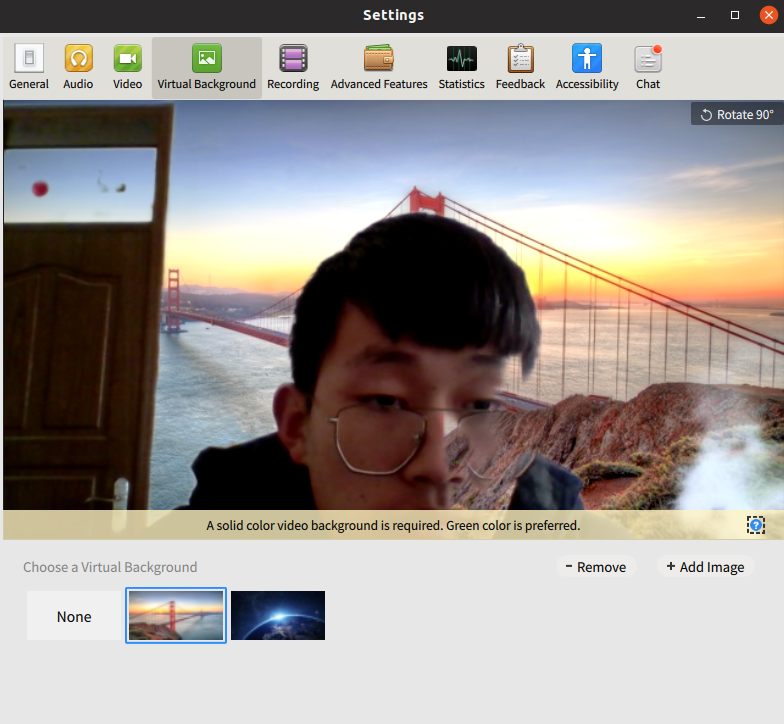 Settings
General
Audio
Video
Virtual Background
Recording
Advanced Features
Statistics
Feedback
Accessibility
Chat
Rotate 90°
A solid color video background is required. Green color is preferred.
Choose a Virtual Background
- Remove
+ Add Image
None